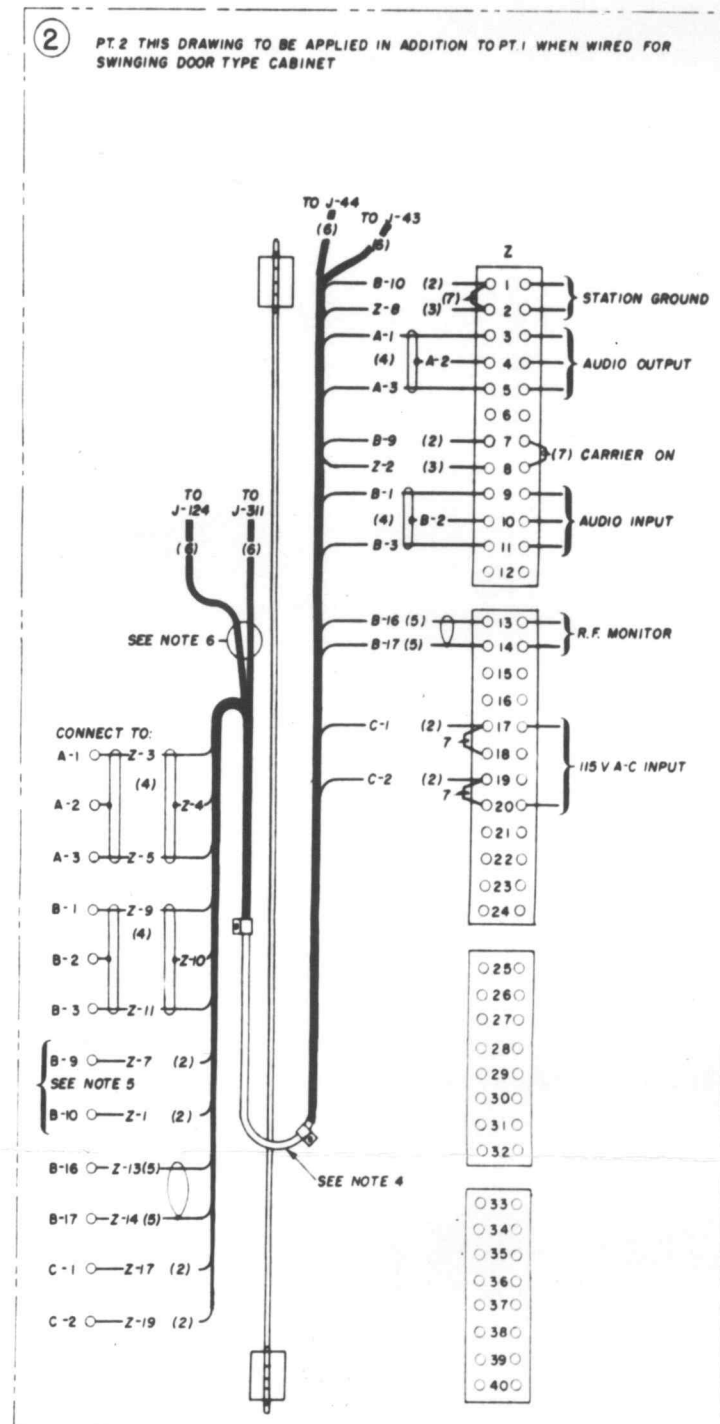 2
PT. 2 THIS DRAWING TO BE APPLIED IN ADDITION TO PT. 1 WHEN WIRED FOR
SWINGING DOOR TYPE CABINET
TO J-44
(6)
TO J-43
(6)
Z
B-10 (2) 1
(7)
Z-8 (3) 2
STATION GROUND
A-1 3
(4) A-2 4
A-3 5
AUDIO OUTPUT
6
B-9 (2) 7
Z-2 (3) 8
(7) CARRIER ON
B-1 9
(4) B-2 10
B-3 11
AUDIO INPUT
12
B-16 (5) 13
B-17 (5) 14
R.F. MONITOR
15
16
C-1 (2) 17
7 18
C-2 (2) 19
7 20
115 V A-C INPUT
21
22
23
24
25
26
27
28
29
30
31
32
33
34
35
36
37
38
39
40
TO
J-124
(6)
TO
J-311
(6)
SEE NOTE 6
CONNECT TO:
A-1 Z-3
(4)
A-2 Z-4
A-3 Z-5
B-1 Z-9
(4)
B-2 Z-10
B-3 Z-11
B-9 Z-7 (2)
SEE NOTE 5
B-10 Z-1 (2)
B-16 Z-13(5)
B-17 Z-14 (5)
C-1 Z-17 (2)
C-2 Z-19 (2)
SEE NOTE 4